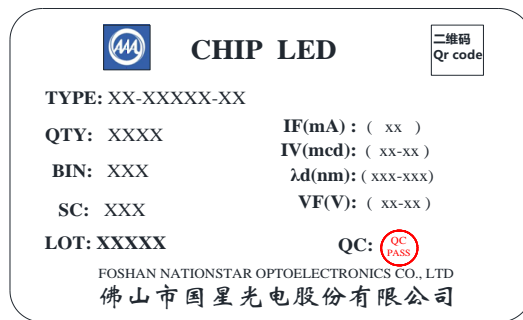 CHIP LED
二维码
Qr code
TYPE: XX-XXXXX-XX
QTY: XXXX
IF(mA) : ( xx )
IV(mcd): ( xx-xx )
BIN: XXX
λd(nm): ( xxx-xxx)
SC: XXX
VF(V): ( xx-xx )
LOT: XXXXX
QC: QC
PASS
FOSHAN NATIONSTAR OPTOELECTRONICS CO., LTD
佛山市国星光电股份有限公司